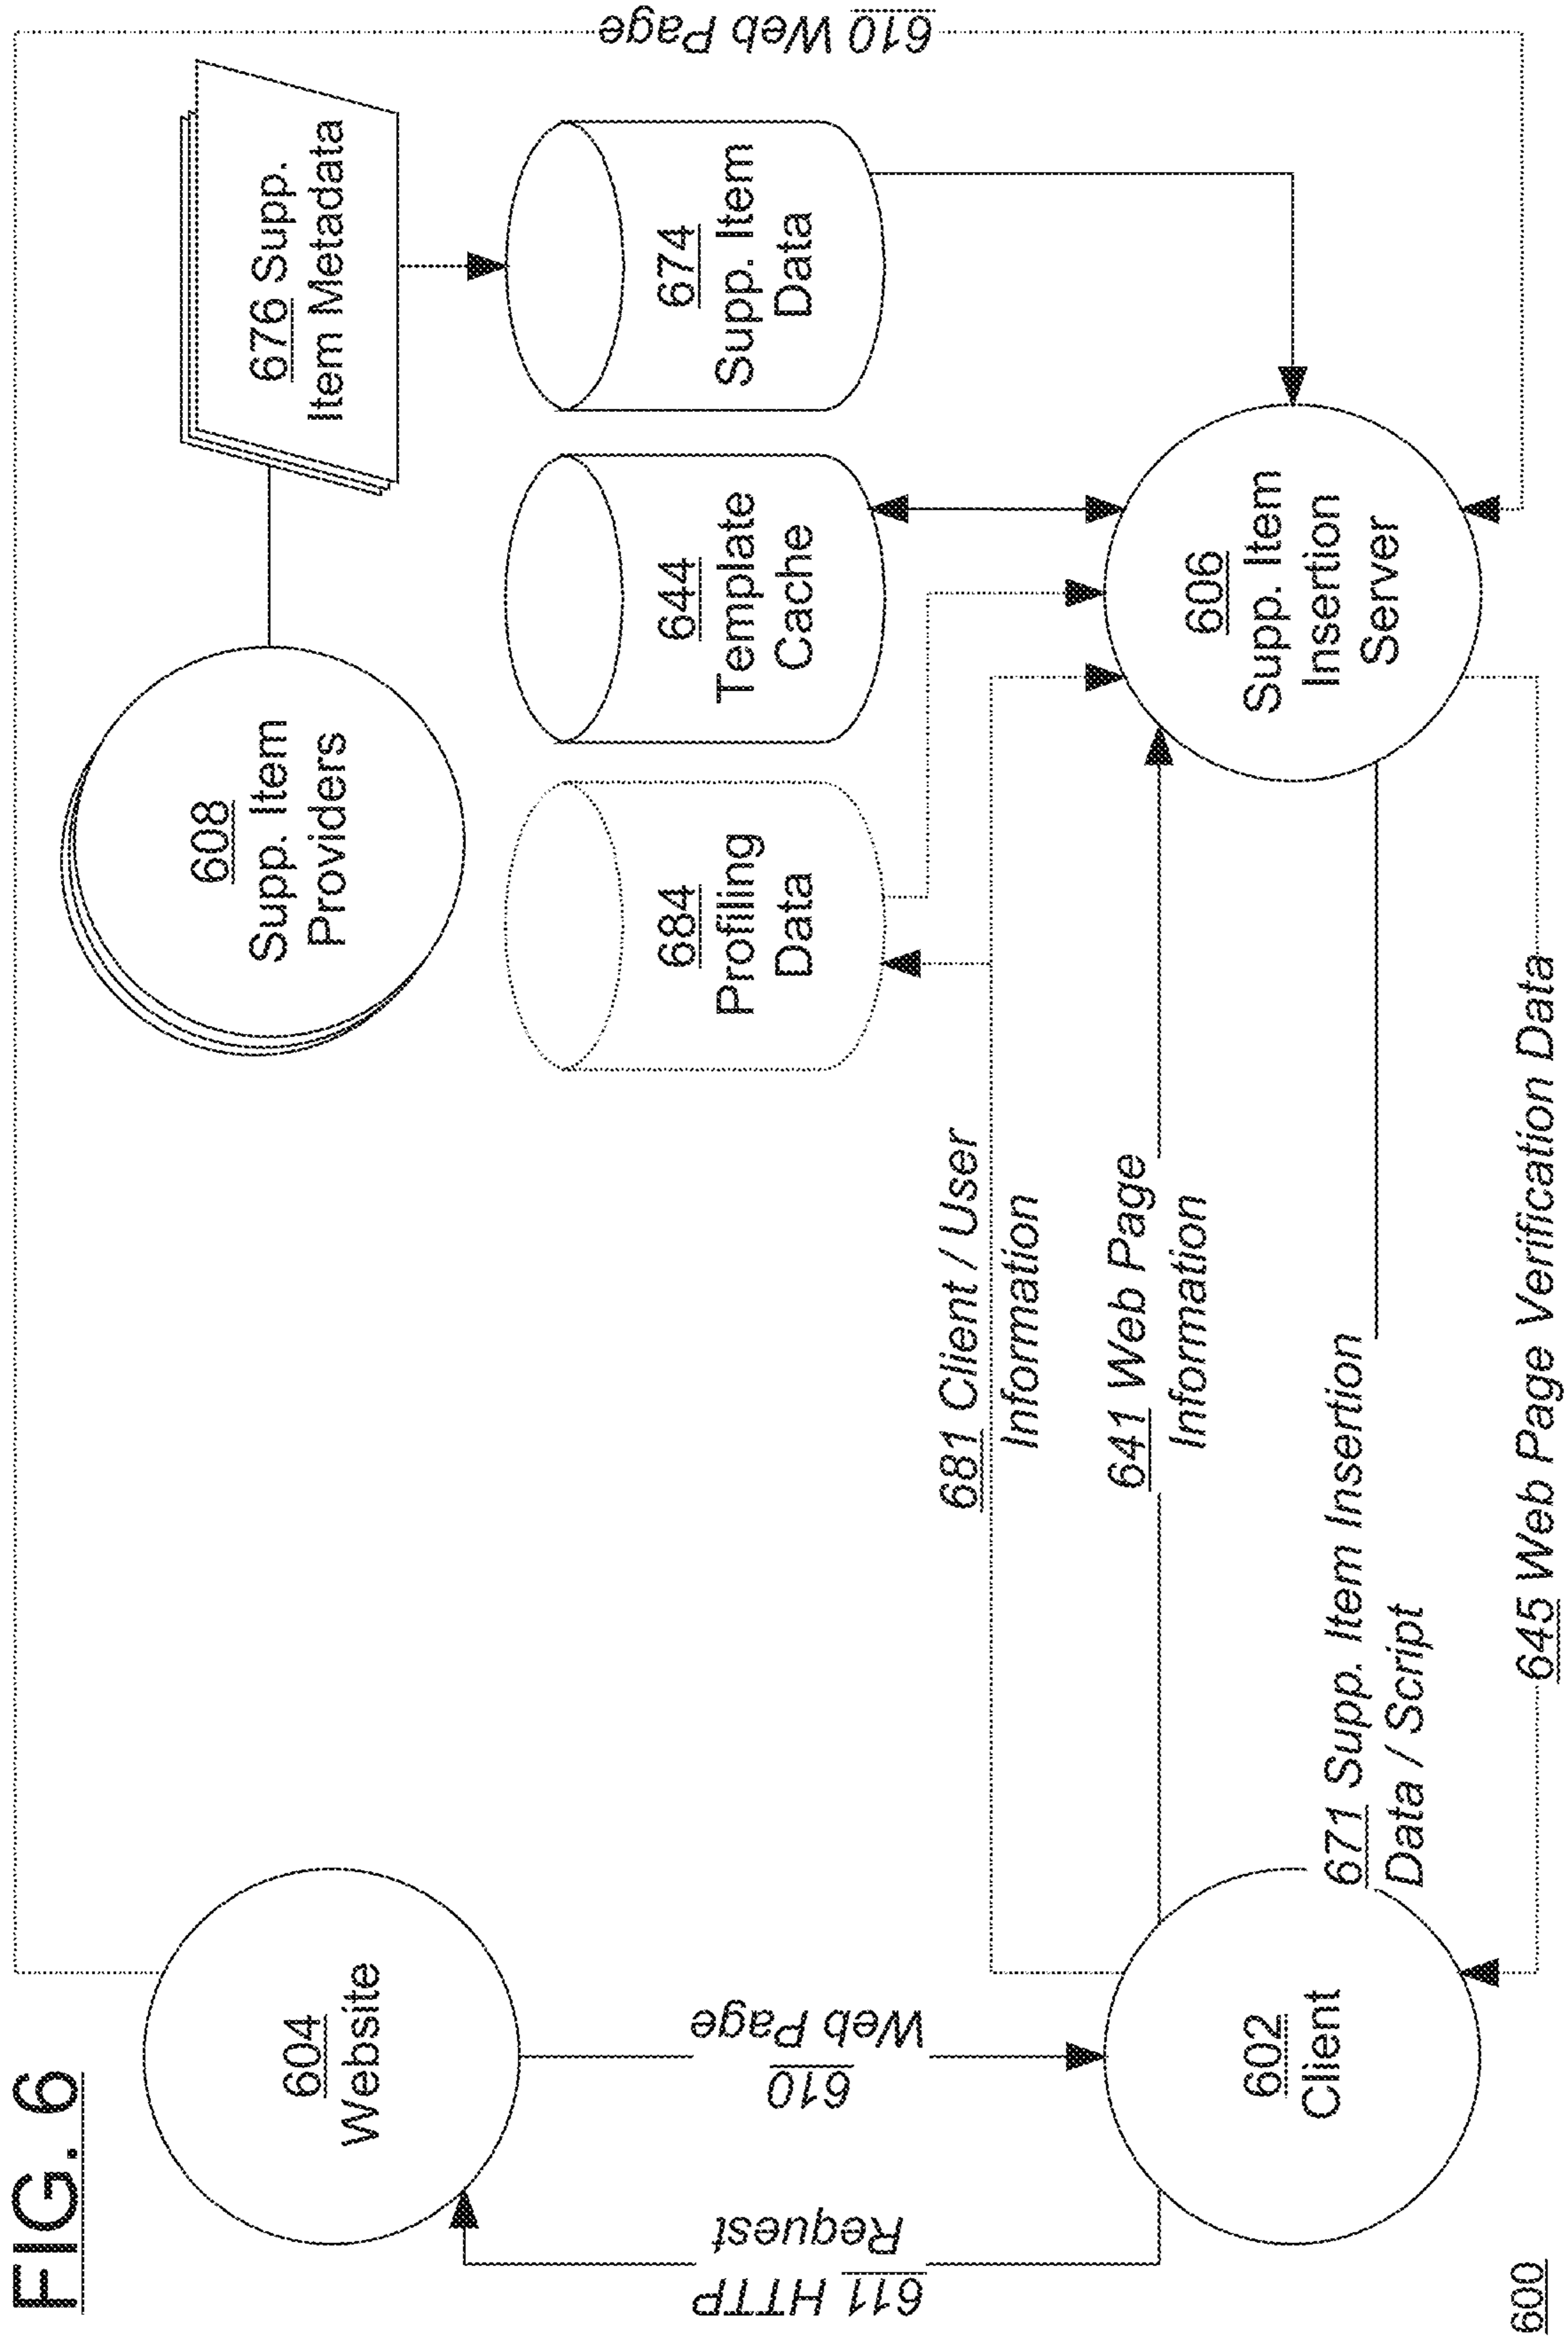 FIG. 6
604
Website
608
Supp. Item
Providers
676 Supp.
Item Metadata
611 HTTP
Request
610
Web Page
684
Profiling
Data
644
Template
Cache
674
Supp. Item
Data
610 Web Page
681 Client / User
Information
641 Web Page
Information
602
Client
606
Supp. Item
Insertion
Server
671 Supp. Item Insertion
Data / Script
645 Web Page Verification Data
600